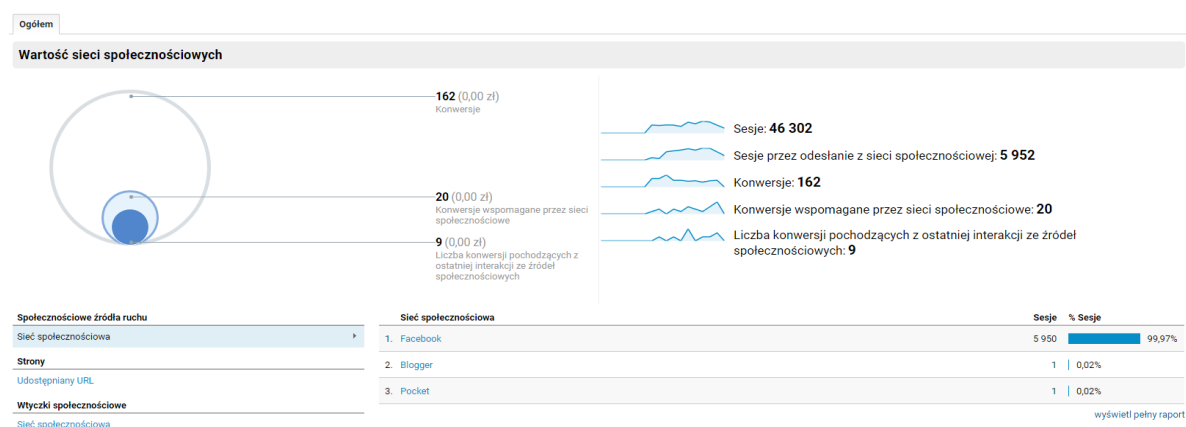 Ogółem
Wartość sieci społecznościowych
162 (0,00 zł)
Konwersje
20 (0,00 zł)
Konwersje wspomagane przez sieci
społecznościowe
9 (0,00 zł)
Liczba konwersji pochodzących z
ostatniej interakcji ze źródeł
społecznościowych
Sesje: 46 302
Sesje przez odesłanie z sieci społecznościowej: 5 952
Konwersje: 162
Konwersje wspomagane przez sieci społecznościowe: 20
Liczba konwersji pochodzących z ostatniej interakcji ze źródeł
społecznościowych: 9
Społecznościowe źródła ruchu
Sieć społecznościowa
Strony
Udostępniany URL
Wtyczki społecznościowe
Sieć społecznościowa
Sieć społecznościowa Sesje % Sesje
1. Facebook 5 950 99,97%
2. Blogger 1 0,02%
3. Pocket 1 0,02%
wyświetl pełny raport